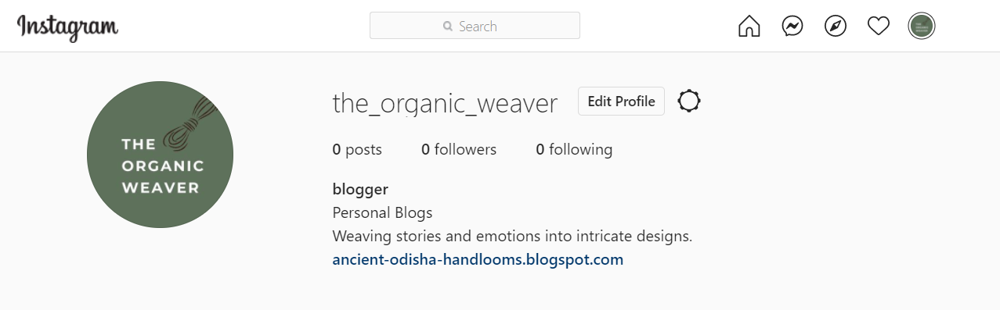 Instagram
Search
THE
ORGANIC
WEAVER
the_organic_weaver
Edit Profile
0 posts 0 followers 0 following
blogger
Personal Blogs
Weaving stories and emotions into intricate designs.
ancient-odisha-handlooms.blogspot.com